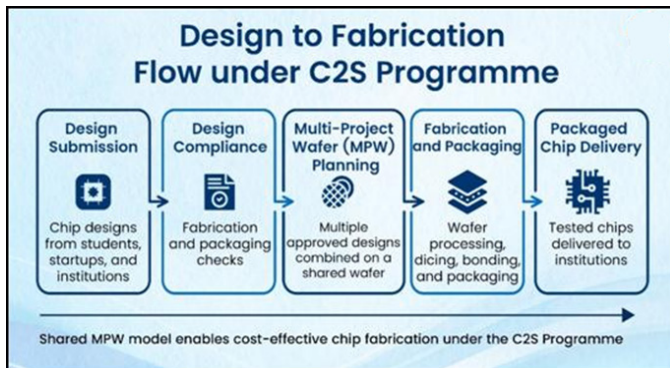 Design to Fabrication
Flow under C2S Programme
Design
Submission
Chip designs
from students,
startups, and
institutions
Design
Compliance
Fabrication
and packaging
checks
Multi-Project
Wafer (MPW)
Planning
Multiple
approved designs
combined on a
shared wafer
Fabrication
and Packaging
Wafer
processing,
dicing, bonding,
and packaging
Packaged
Chip Delivery
Tested chips
delivered to
institutions
Shared MPW model enables cost-effective chip fabrication under the C2S Programme